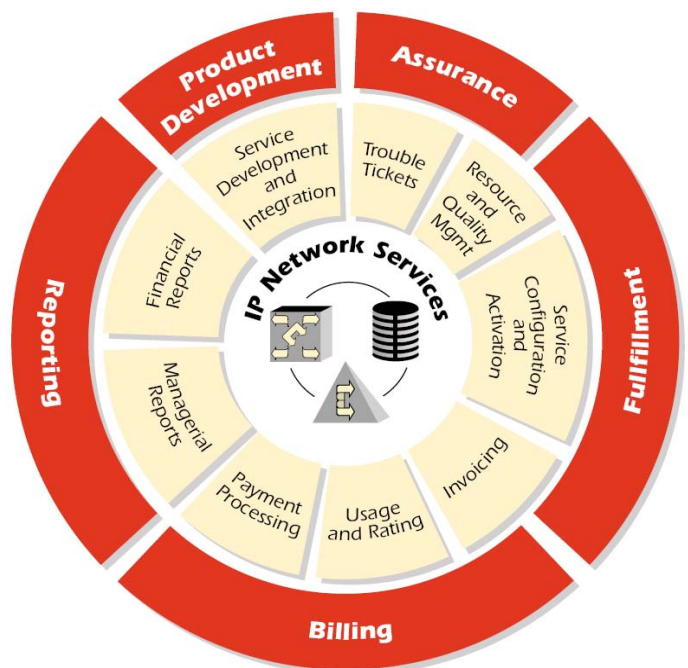 Product
Development
Assurance
Fullfillment
Billing
Reporting
Service
Development
and
Integration
Trouble
Tickets
Resource
and
Quality
Mgmt
Service
Configuration
and
Activation
Invoicing
Usage
and Rating
Payment
Processing
Managerial
Reports
Financial
Reports
IP Network Services